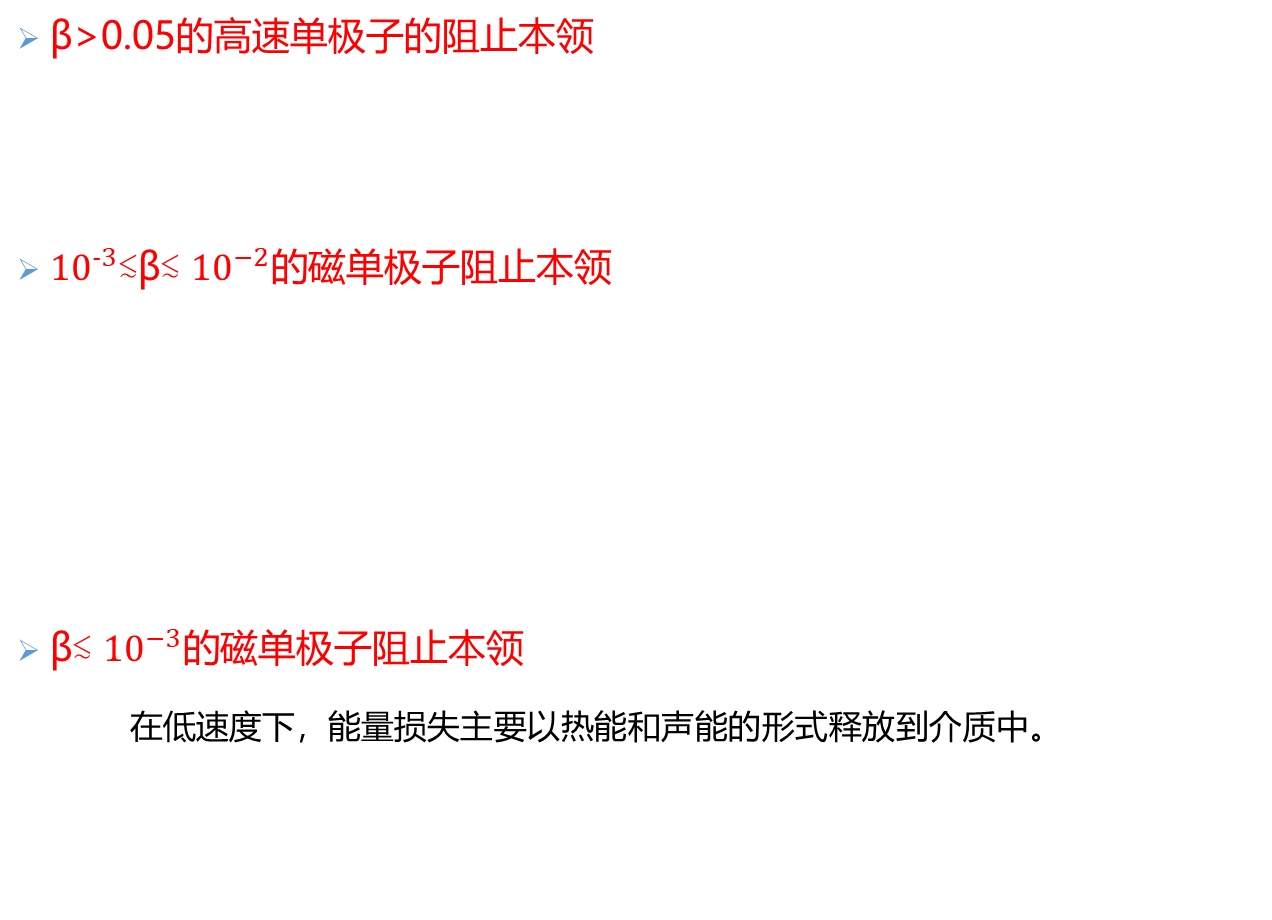 ➢ β>0.05的高速单极子的阻止本领
➢ 10⁻³≲β≲ 10⁻²的磁单极子阻止本领
➢ β≲ 10⁻³的磁单极子阻止本领
在低速度下，能量损失主要以热能和声能的形式释放到介质中。